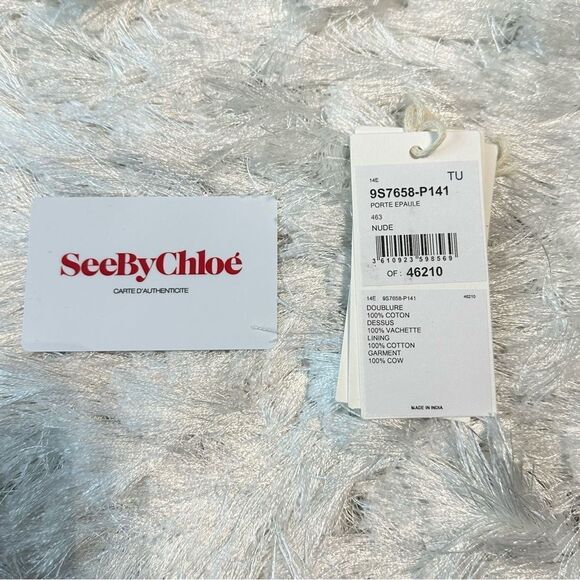 SeeByChloé
CARTE D'AUTHENTICITE
14E TU
9S7658-P141
PORTE EPAULE
463
NUDE
3 610923 598569
OF: 46210
14E 9S7658-P141 46210
DOUBLURE
100% COTON
DESSUS
100% VACHETTE
LINING
100% COTTON
GARMENT
100% COW
MADE IN INDIA